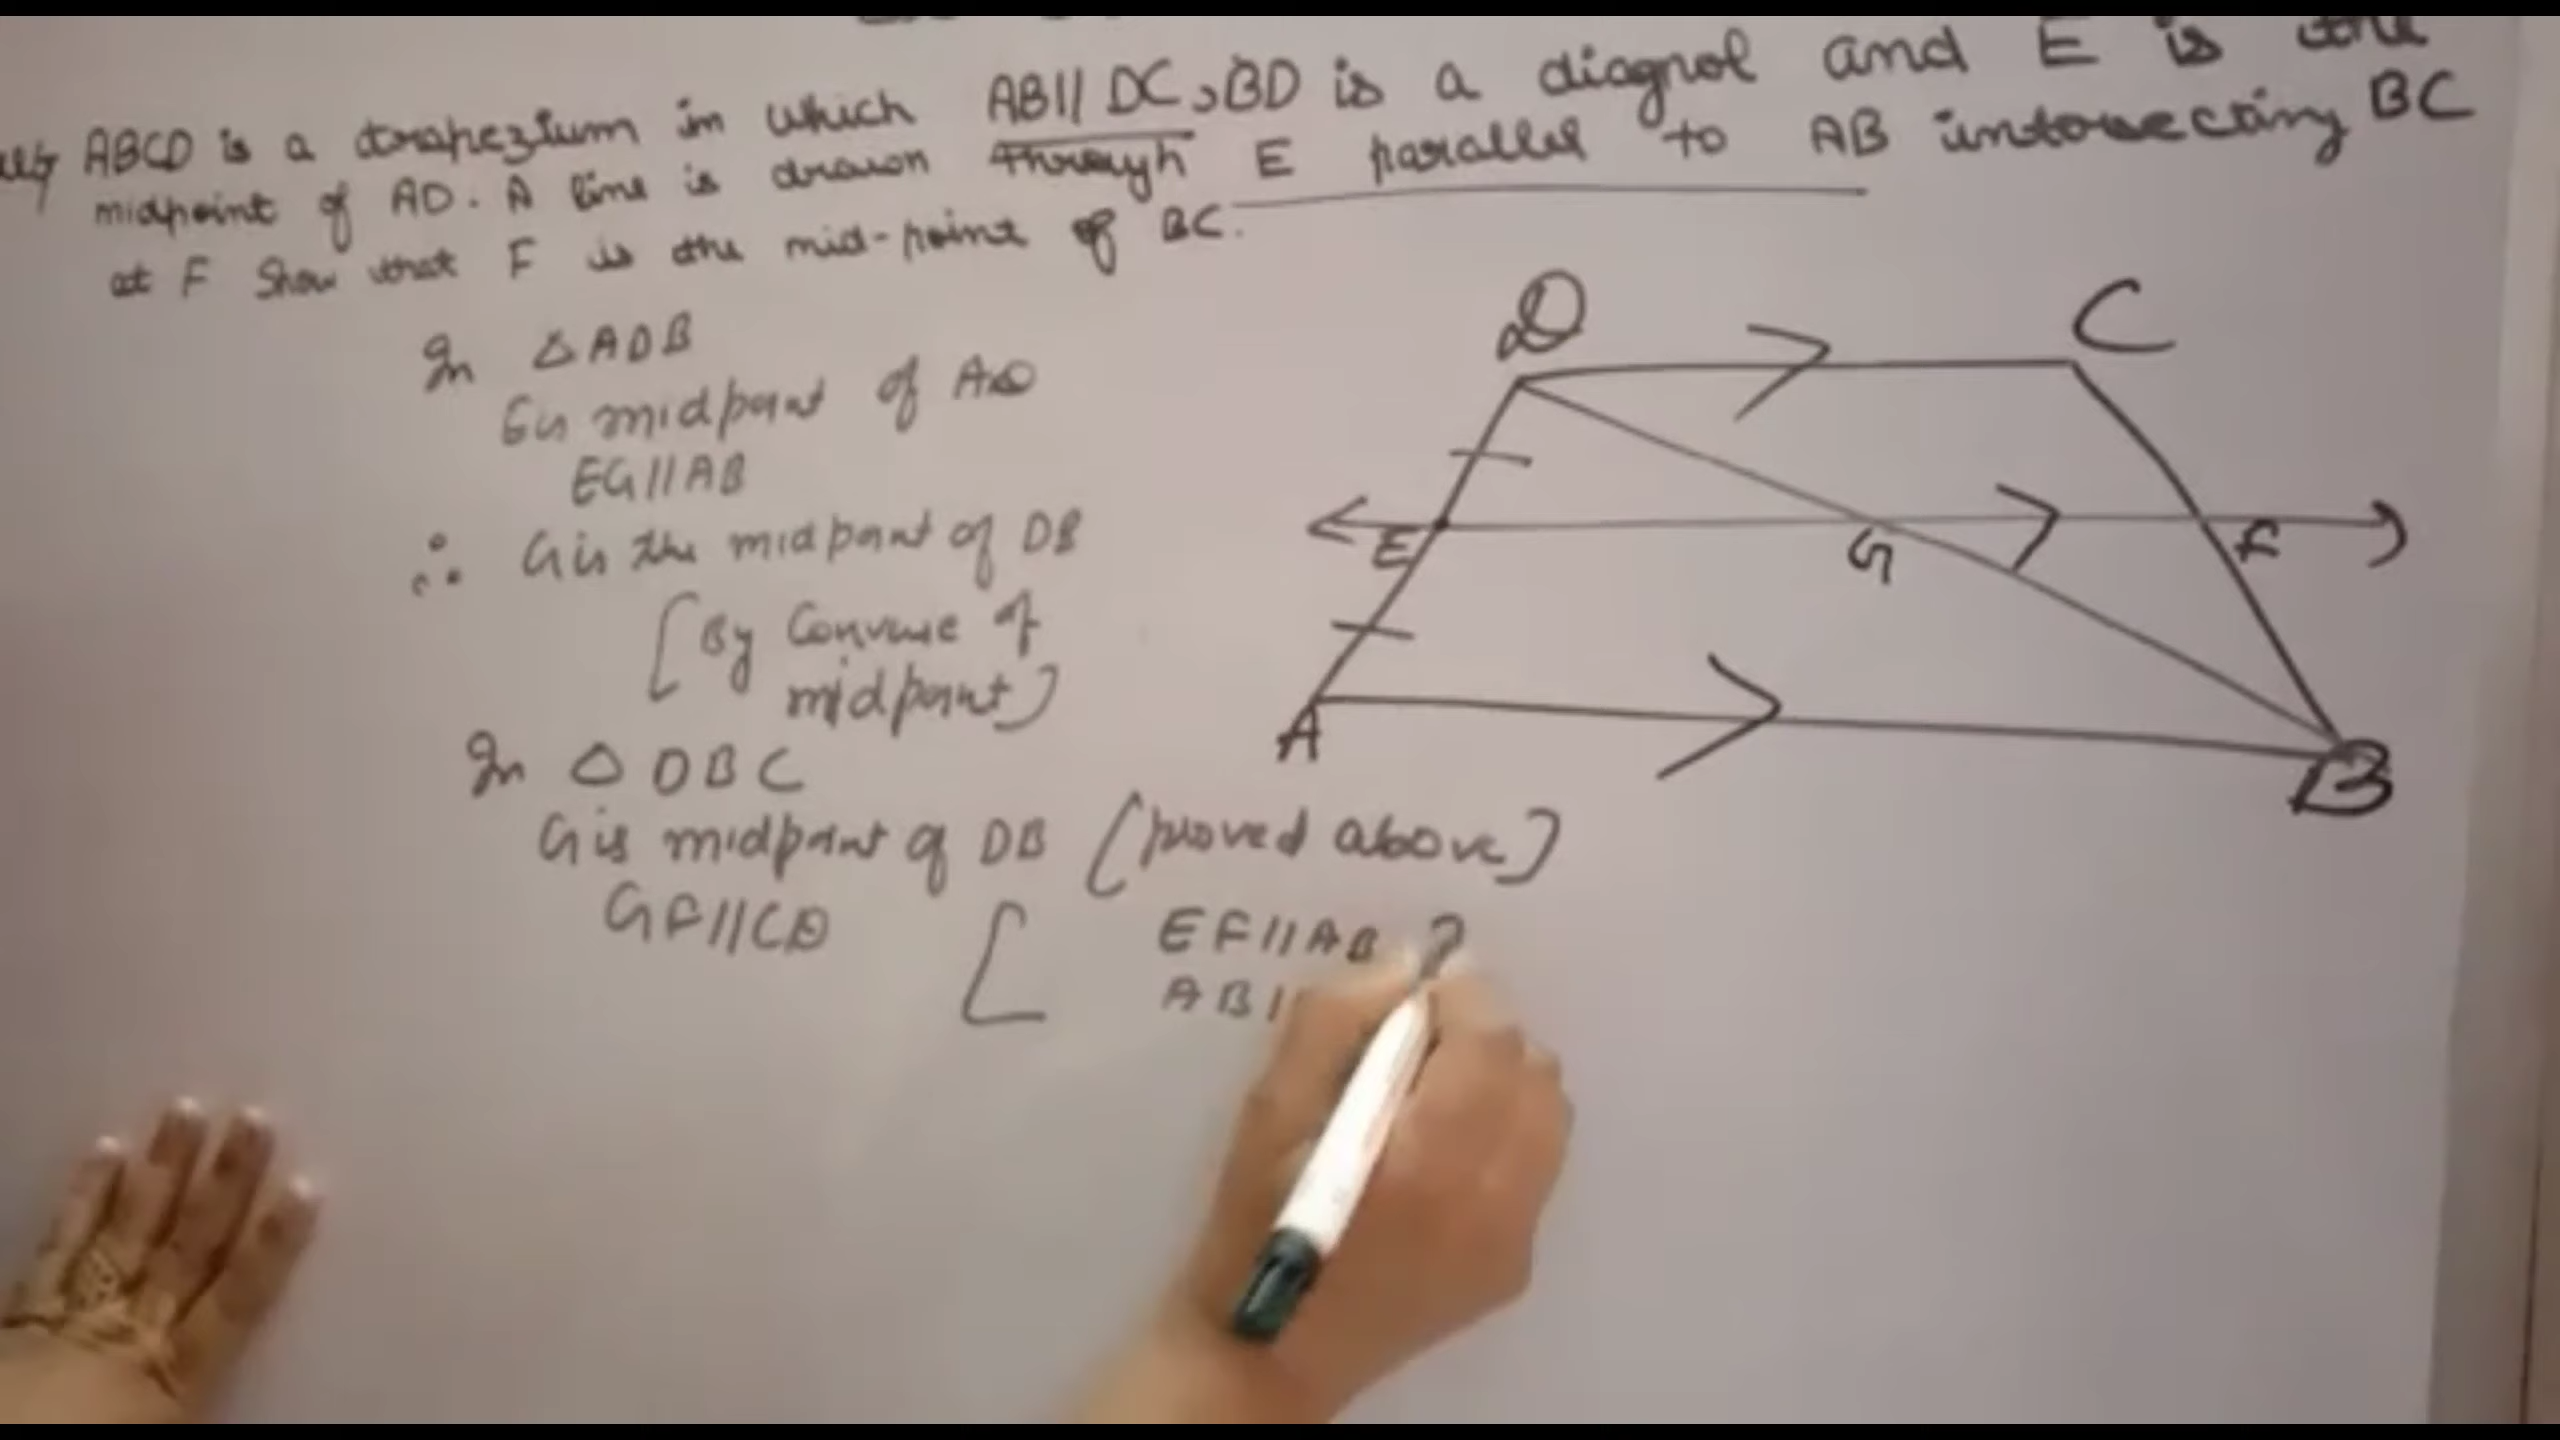 ABCD is a trapezium in which AB || DC, BD is a diagnol and E is the
midpoint of AD. A line is drawn through E parallel to AB intersecting BC
at F Show that F is the mid-point of BC.
In △ADB
E is midpoint of AD
EG || AB
∴ G is the midpoint of DB
[By Converse of
midpoint]
In △ DBC
G is midpoint of DB [proved above]
GF || CD [ EF || AB
AB ||
D C
E G F
A B